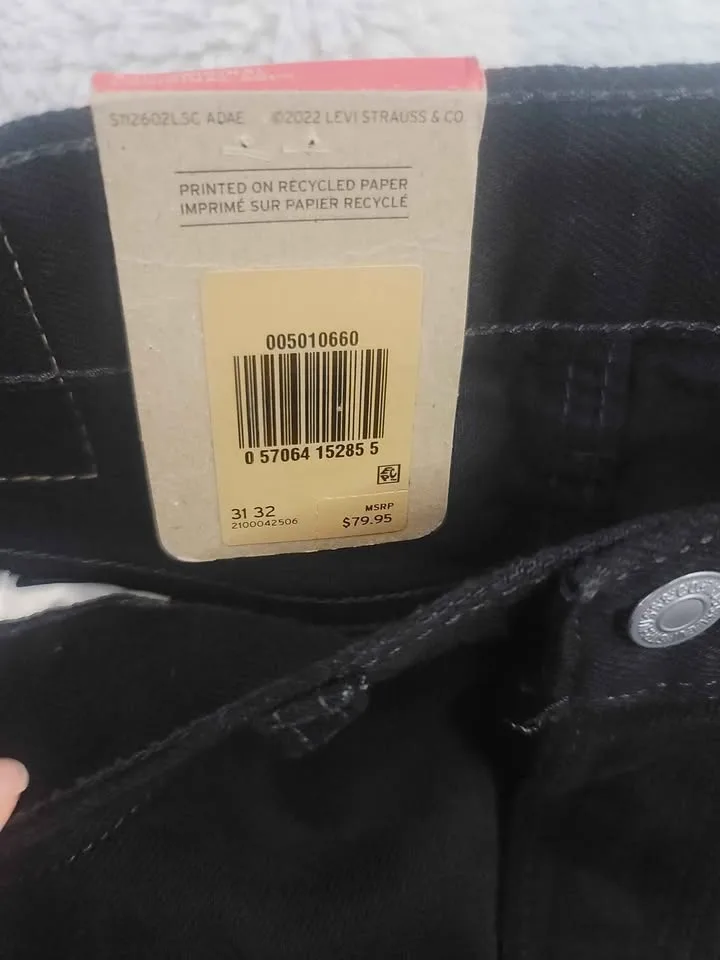 S112602LSC ADAE ©2022 LEVI STRAUSS & CO
PRINTED ON RECYCLED PAPER
IMPRIMÉ SUR PAPIER RECYCLÉ
005010660
0 57064 15285 5
31 32
2100042506
MSRP
$79.95